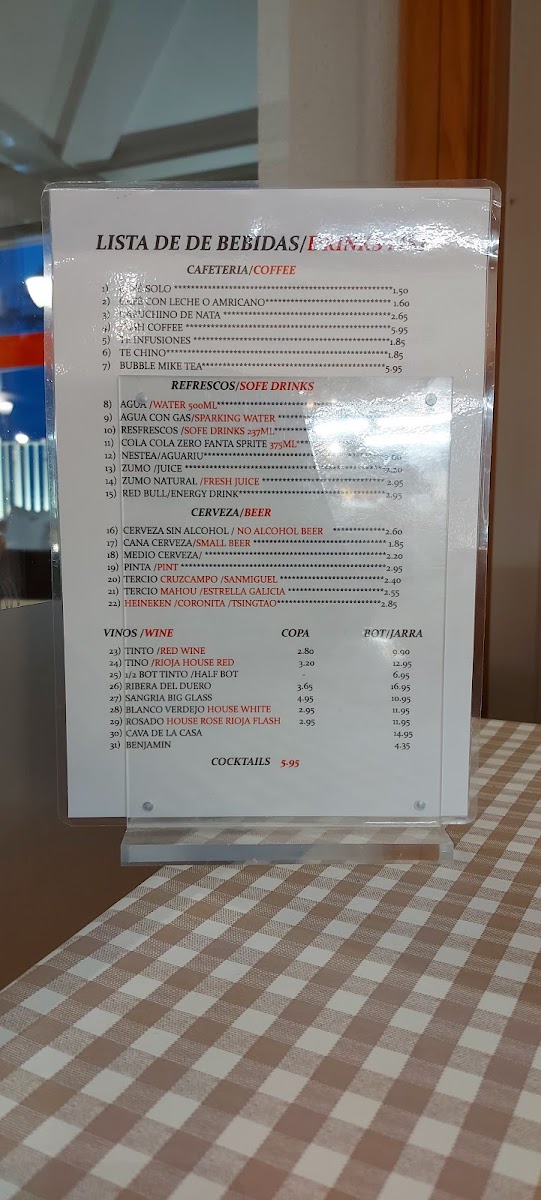 LISTA DE DE BEBIDAS/DRINKS
CAFETERIA/COFFEE
1) SOLO ********************************************1.50
2) CAFE CON LECHE O AMRICANO************************* 1.60
3) CAPUCHINO DE NATA **********************************2.65
4) COFFEE ******************************************5.95
5) INFUSIONES ***********************************1.85
6) TE CHINO*********************************************1.85
7) BUBBLE MIKE TEA*************************************5.95
REFRESCOS/SOFE DRINKS
8) AGUA /WATER 500ML**********************
9) AGUA CON GAS/SPARKING WATER **********************
10) RESFRESCOS /SOFE DRINKS 237ML**********************
11) COLA COLA ZERO FANTA SPRITE 375ML*****************
12) NESTEA/AGUARIU***********************************
13) ZUMO /JUICE ****************************************
14) ZUMO NATURAL /FRESH JUICE *************************2.95
15) RED BULL/ENERGY DRINK*****************************2.95
CERVEZA/BEER
16) CERVEZA SIN ALCOHOL / NO ALCOHOL BEER ***********2.60
17) CANA CERVEZA/SMALL BEER ***************************1.85
18) MEDIO CERVEZA/ *************************************2.20
19) PINTA /PINT *****************************************2.95
20) TERCIO CRUZCAMPO /SANMIGUEL *********************2.40
21) TERCIO MAHOU /ESTRELLA GALICIA *******************2.55
22) HEINEKEN /CORONITA /TSINGTAO*********************2.85
VINOS /WINE COPA BOT/JARRA
23) TINTO /RED WINE 2.80 9.90
24) TINO /RIOJA HOUSE RED 3.20 12.95
25) 1/2 BOT TINTO /HALF BOT - 6.95
26) RIBERA DEL DUERO 3.65 16.95
27) SANGRIA BIG GLASS 4.95 10.95
28) BLANCO VERDEJO HOUSE WHITE 2.95 11.95
29) ROSADO HOUSE ROSE RIOJA FLASH 2.95 11.95
30) CAVA DE LA CASA 14.95
31) BENJAMIN 4.35
COCKTAILS 5.95